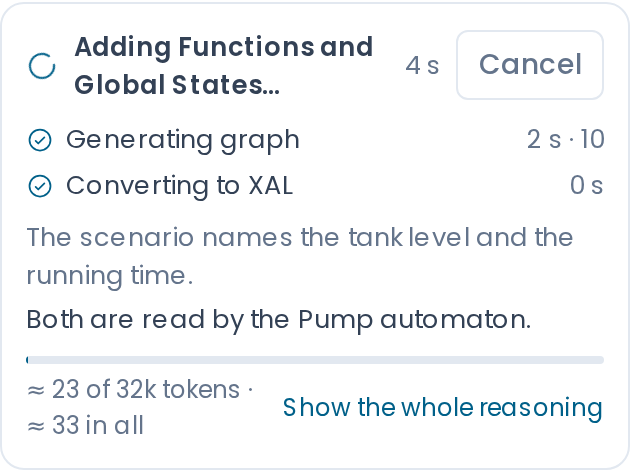 Adding Functions and
Global States...
4 s
Cancel
Generating graph
2 s · 10
Converting to XAL
0 s
The scenario names the tank level and the
running time.
Both are read by the Pump automaton.
≈ 23 of 32k tokens ·
≈ 33 in all
Show the whole reasoning